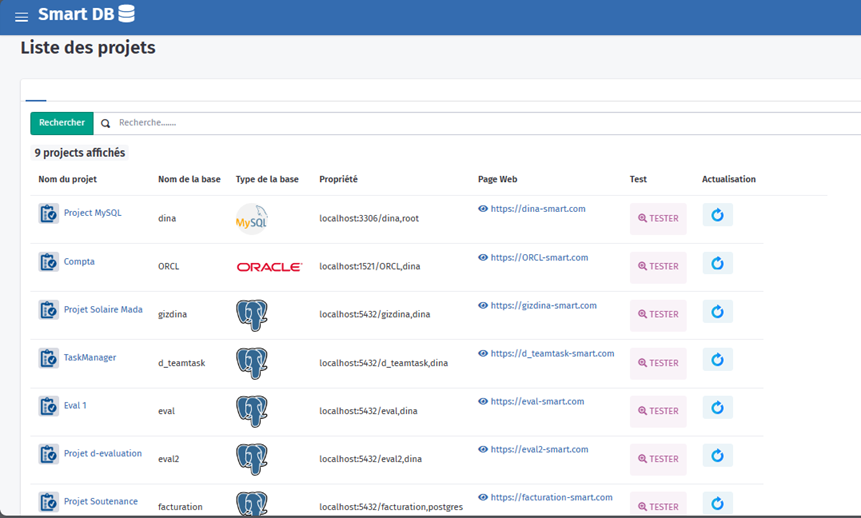 Smart DB
Liste des projets
Rechercher Recherche.......
9 projects affichés
Nom du projet Nom de la base Type de la base Propriété Page Web Test Actualisation
Project MySQL dina MySQL localhost:3306/dina,root https://dina-smart.com TESTER
Compta ORCL ORACLE localhost:1521/ORCL,dina https://ORCL-smart.com TESTER
Projet Solaire Mada gizdina localhost:5432/gizdina,dina https://gizdina-smart.com TESTER
TaskManager d_teamtask localhost:5432/d_teamtask,dina https://d_teamtask-smart.com TESTER
Eval 1 eval localhost:5432/eval,dina https://eval-smart.com TESTER
Projet d-evaluation eval2 localhost:5432/eval2,dina https://eval2-smart.com TESTER
Projet Soutenance facturation localhost:5432/facturation,postgres https://facturation-smart.com TESTER